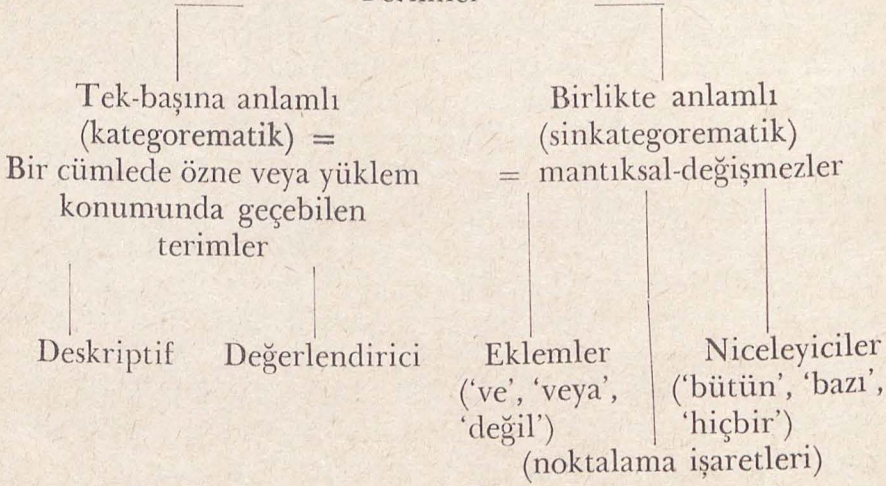 Tek-başına anlamlı
(kategorematik) =
Bir cümlede özne veya yüklem
konumunda geçebilen
terimler
Birlikte anlamlı
(sinkategorematik)
= mantıksal-değişmezler
Deskriptif
Değerlendirici
Eklemler
(‘ve’, ‘veya’,
‘değil’)
Niceleyiciler
(‘bütün’, ‘bazı’,
‘hiçbir’)
(noktalama işaretleri)